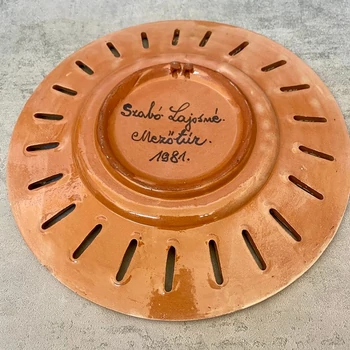 Szabó Lajosné.
Mezőtúr.
1981.